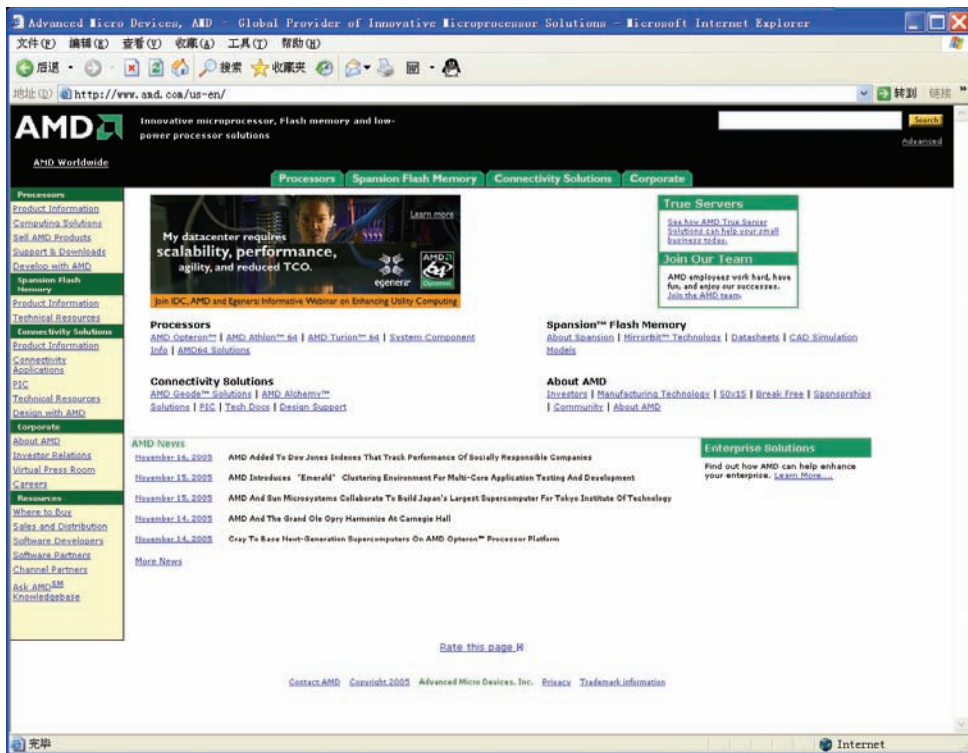 Advanced Micro Devices, AMD - Global Provider of Innovative Microprocessor Solutions - Microsoft Internet Explorer
文件(F) 编辑(E) 查看(V) 收藏(A) 工具(T) 帮助(H)
后退 搜索 收藏夹
地址(D) http://www.amd.com/us-en/ 转到 链接 »
AMD
Innovative microprocessor, Flash memory and low-
power processor solutions
Search
Advanced
AMD Worldwide
Processors Spansion Flash Memory Connectivity Solutions Corporate
Processors
Product Information
Computing Solutions
Sell AMD Products
Support & Downloads
Develop with AMD
Spansion Flash
Memory
Product Information
Technical Resources
Connectivity Solutions
Product Information
Connectivity
Applications
PIC
Technical Resources
Design with AMD
Corporate
About AMD
Investor Relations
Virtual Press Room
Careers
Resources
Where to Buy
Sales and Distribution
Software Developers
Software Partners
Channel Partners
Ask AMD SM
Knowledgebase
Learn more
My datacenter requires
scalability, performance,
agility, and reduced TCO.
egenera
AMD
64
Opteron
Join IDC, AMD and Egenera: Informative Webinar on Enhancing Utility Computing
True Servers
See how AMD True Server
Solutions can help your small
business today.
Join Our Team
AMD employees work hard, have
fun, and enjoy our successes.
Join the AMD team›
Processors
AMD Opteron™ | AMD Athlon™ 64 | AMD Turion™ 64 | System Component
Info | AMD64 Solutions
Spansion™ Flash Memory
About Spansion | Mirrorbit™ Technology | Datasheets | CAD Simulation
Models
Connectivity Solutions
AMD Geode™ Solutions | AMD Alchemy™
Solutions | PIC | Tech Docs | Design Support
About AMD
Investors | Manufacturing Technology | 50x15 | Break Free | Sponsorships
| Community | About AMD
AMD News
November 16, 2005 AMD Added To Dow Jones Indexes That Track Performance Of Socially Responsible Companies
November 15, 2005 AMD Introduces "Emerald" Clustering Environment For Multi-Core Application Testing And Development
November 15, 2005 AMD And Sun Microsystems Collaborate To Build Japan's Largest Supercomputer For Tokyo Institute Of Technology
November 14, 2005 AMD And The Grand Ole Opry Harmonize At Carnegie Hall
November 14, 2005 Cray To Base Next-Generation Supercomputers On AMD Opteron™ Processor Platform
More News
Enterprise Solutions
Find out how AMD can help enhance
your enterprise. Learn More....
Rate this page
Contact AMD Copyright 2005 Advanced Micro Devices, Inc. Privacy Trademark information
完毕 Internet